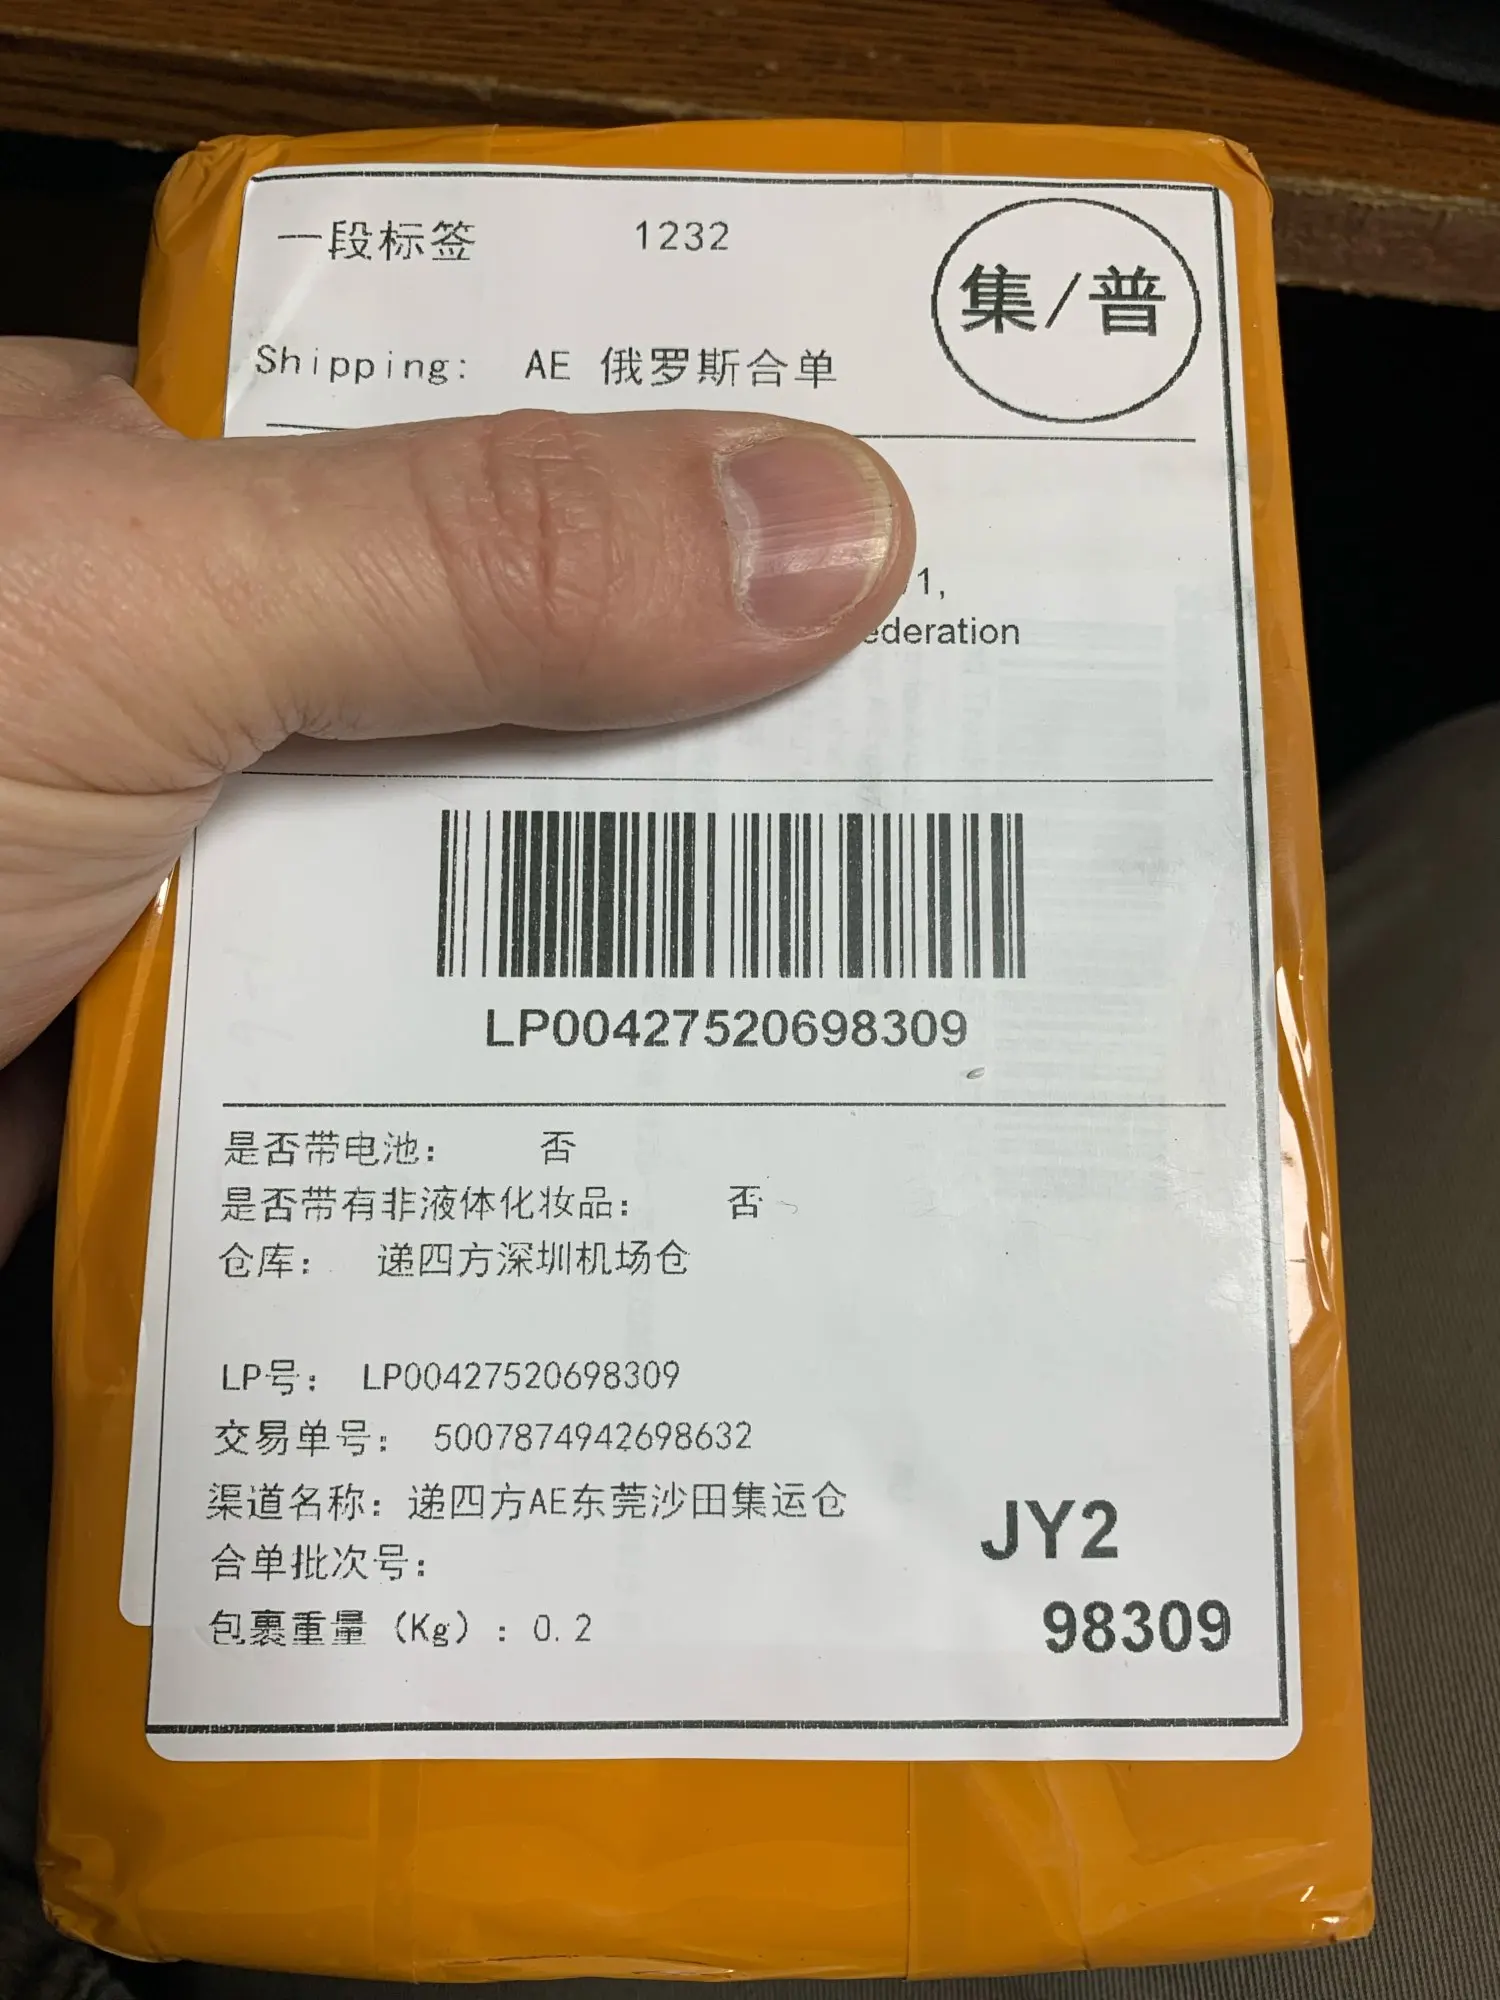 一段标签 1232
集/普
Shipping: AE 俄罗斯合单
1,
ederation
LP00427520698309
是否带电池： 否
是否带有非液体化妆品： 否
仓库： 递四方深圳机场仓
LP号： LP00427520698309
交易单号： 5007874942698632
渠道名称：递四方AE东莞沙田集运仓
合单批次号：
包裹重量（Kg）：0.2
JY2
98309